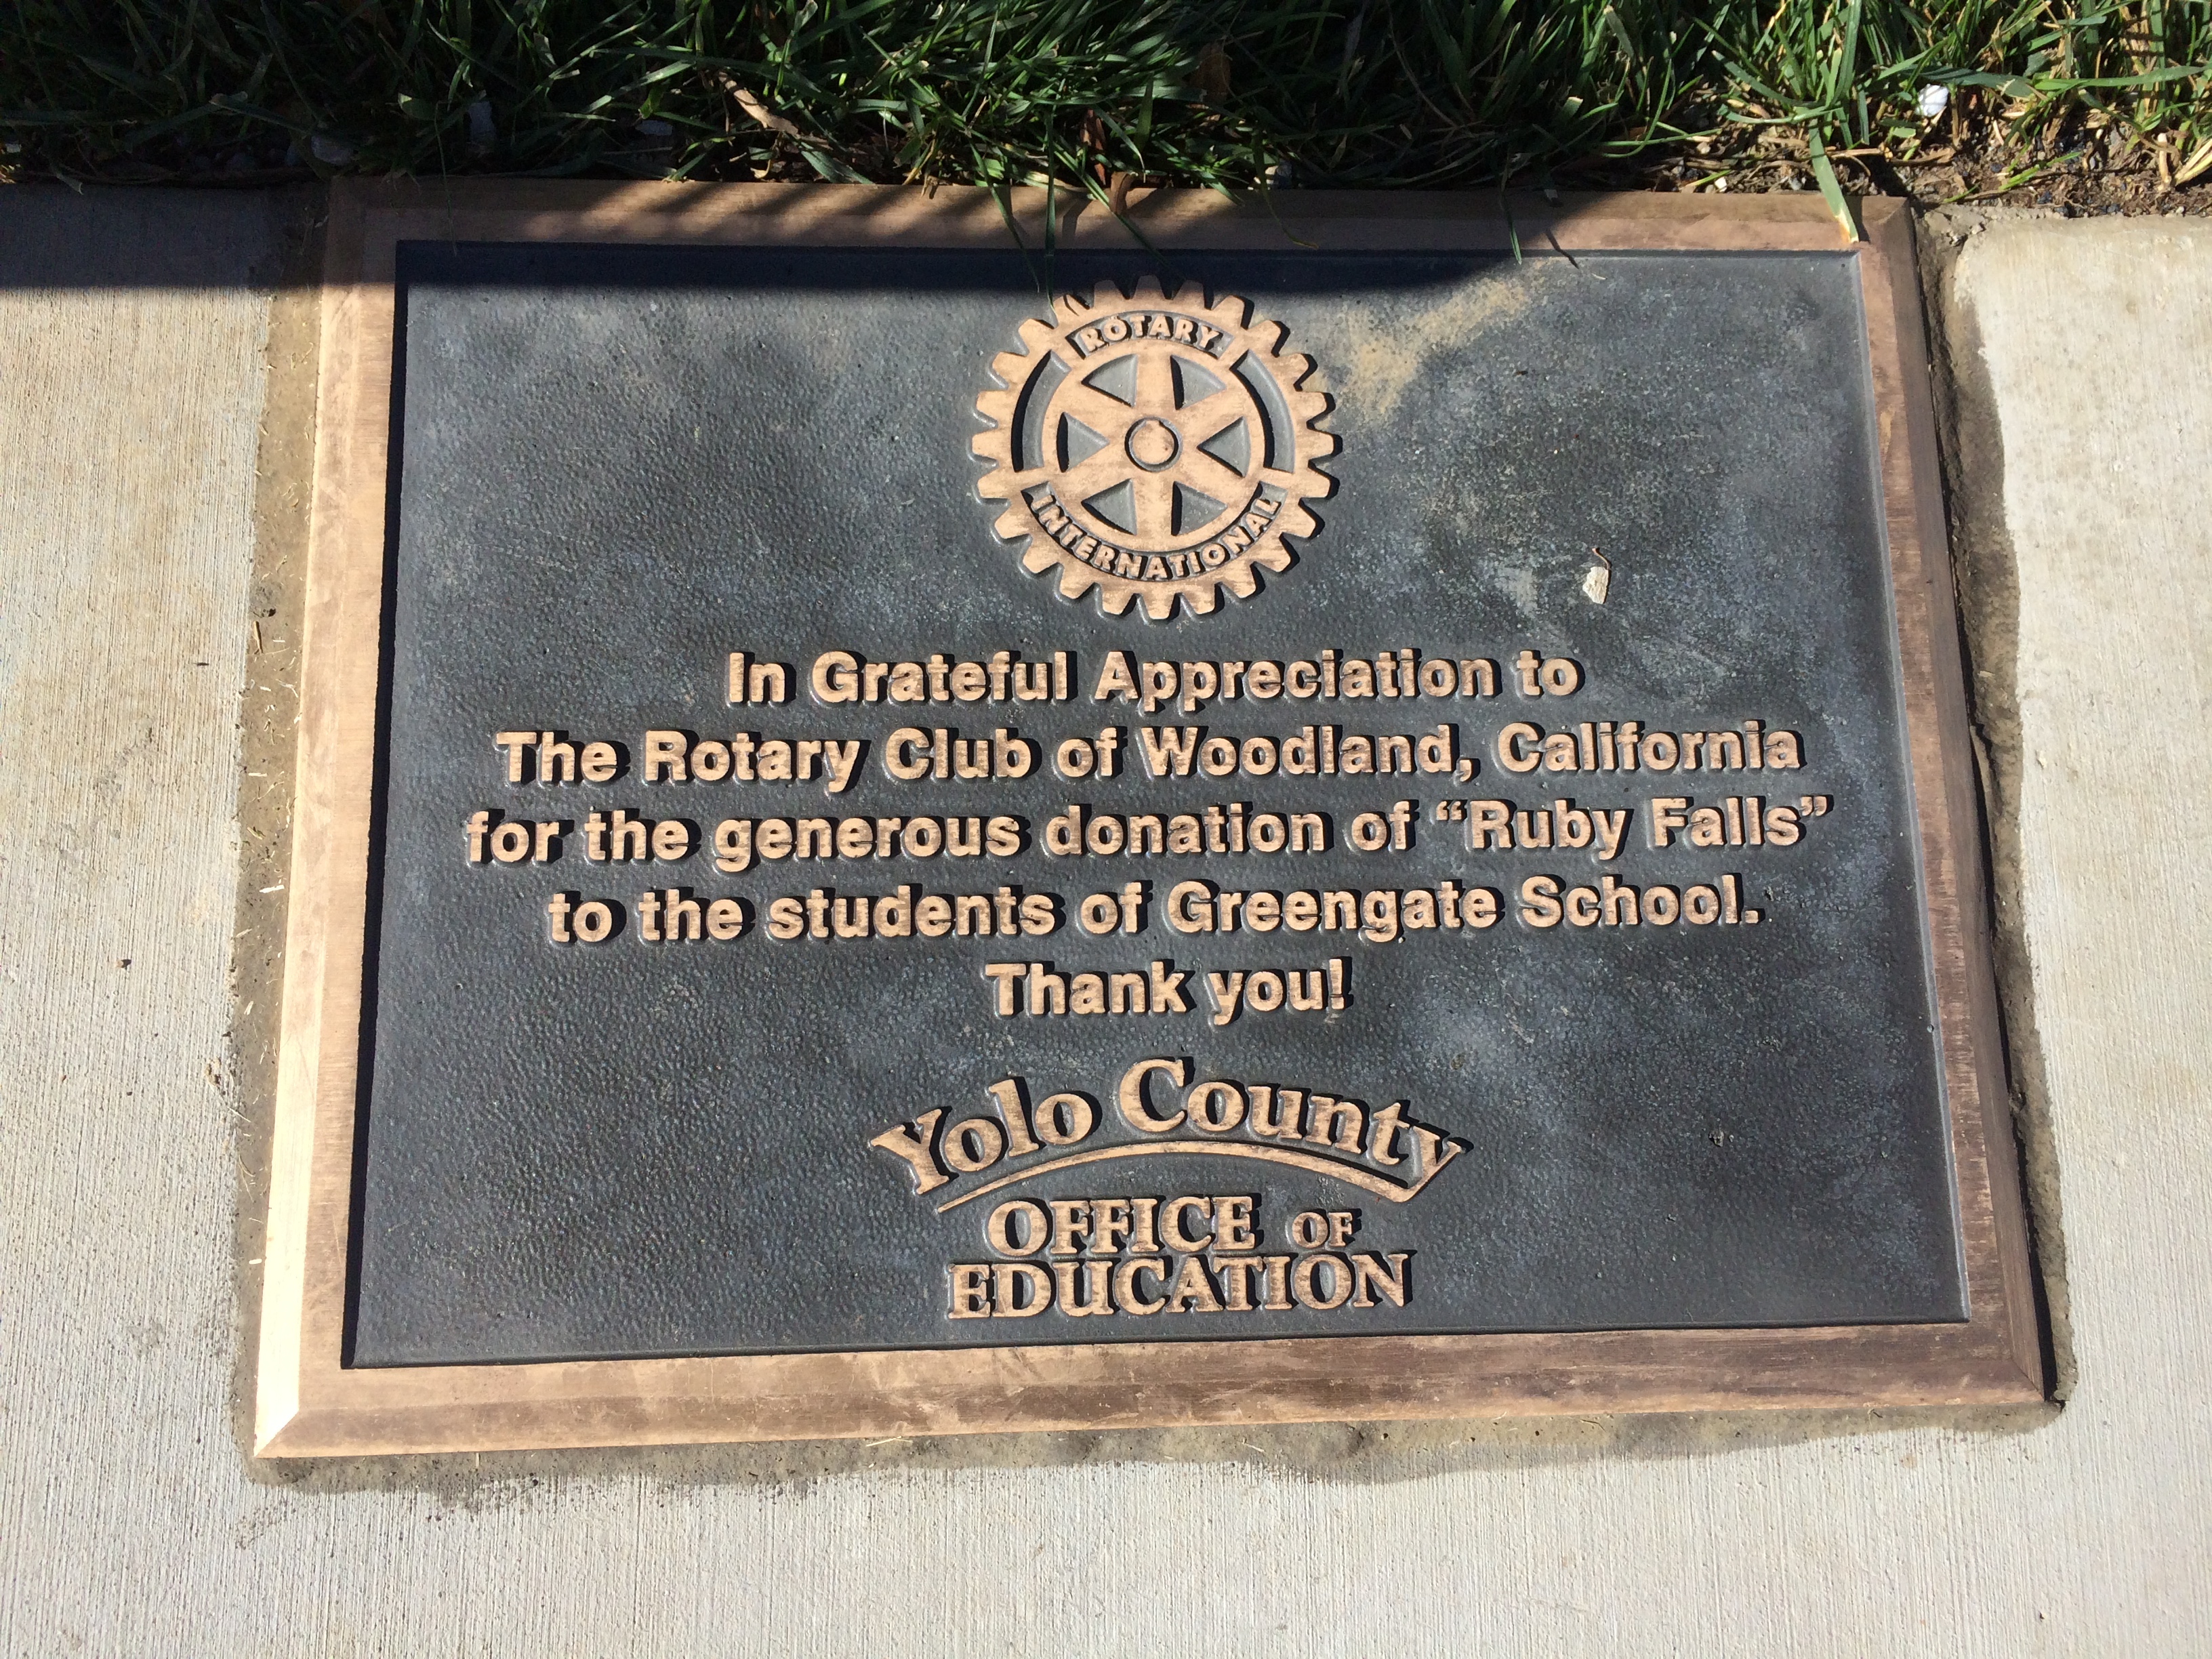 ROTARY
INTERNATIONAL
In Grateful Appreciation to
The Rotary Club of Woodland, California
for the generous donation of “Ruby Falls”
to the students of Greengate School.
Thank you!
Yolo County
OFFICE OF
EDUCATION